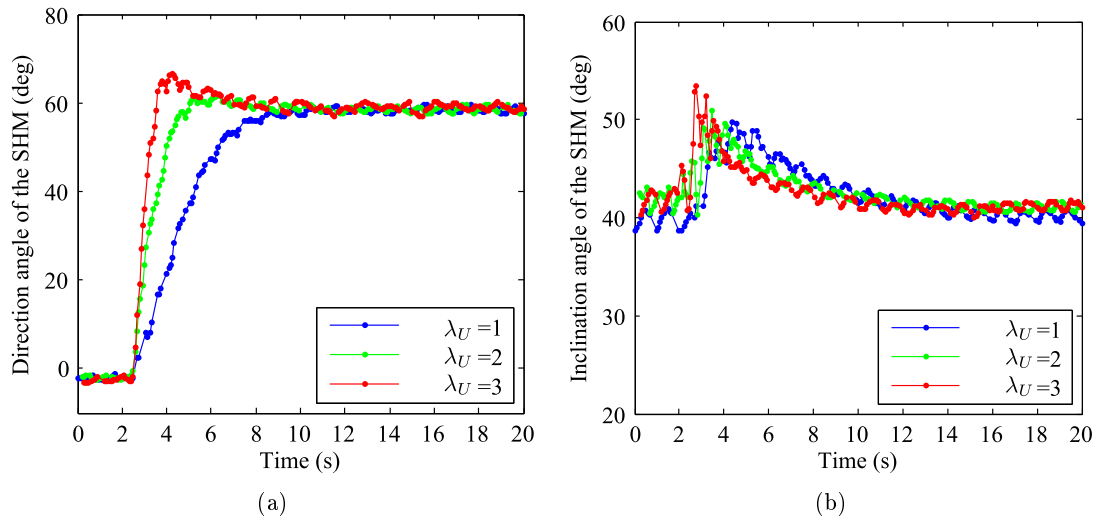 Direction angle of the SHM (deg)
80
60
40
20
0
λU =1
λU =2
λU =3
0 2 4 6 8 10 12 14 16 18 20
Time (s)
(a)
Inclination angle of the SHM (deg)
60
50
40
30
20
λU =1
λU =2
λU =3
0 2 4 6 8 10 12 14 16 18 20
Time (s)
(b)